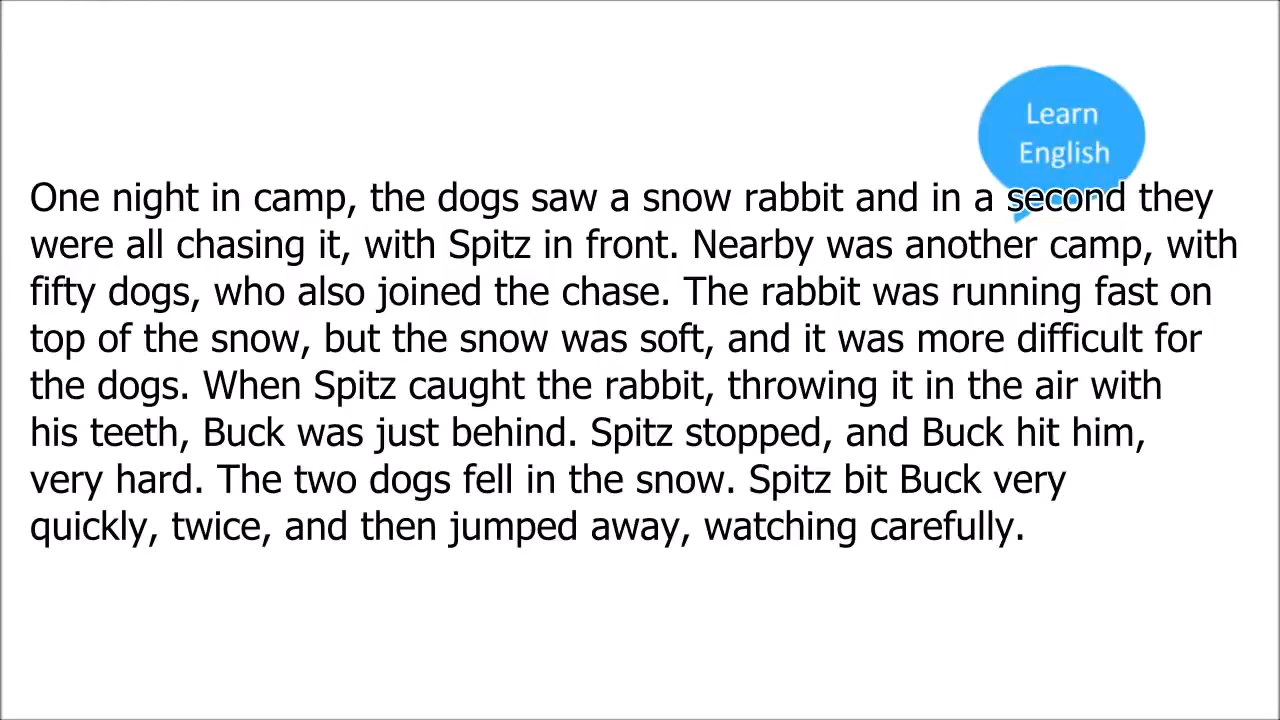 Learn
English
One night in camp, the dogs saw a snow rabbit and in a second they
were all chasing it, with Spitz in front. Nearby was another camp, with
fifty dogs, who also joined the chase. The rabbit was running fast on
top of the snow, but the snow was soft, and it was more difficult for
the dogs. When Spitz caught the rabbit, throwing it in the air with
his teeth, Buck was just behind. Spitz stopped, and Buck hit him,
very hard. The two dogs fell in the snow. Spitz bit Buck very
quickly, twice, and then jumped away, watching carefully.